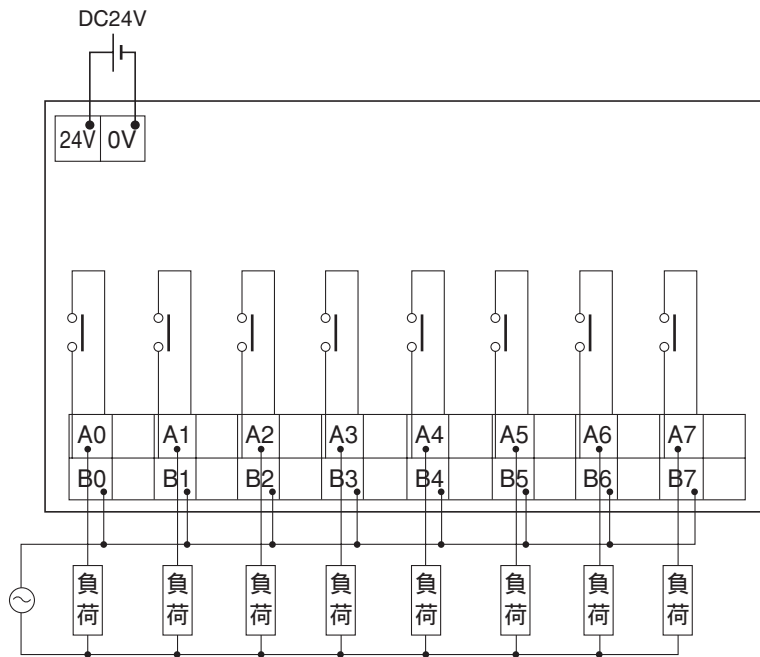 DC24V
24V 0V
A0 A1 A2 A3 A4 A5 A6 A7
B0 B1 B2 B3 B4 B5 B6 B7
負荷 負荷 負荷 負荷 負荷 負荷 負荷 負荷